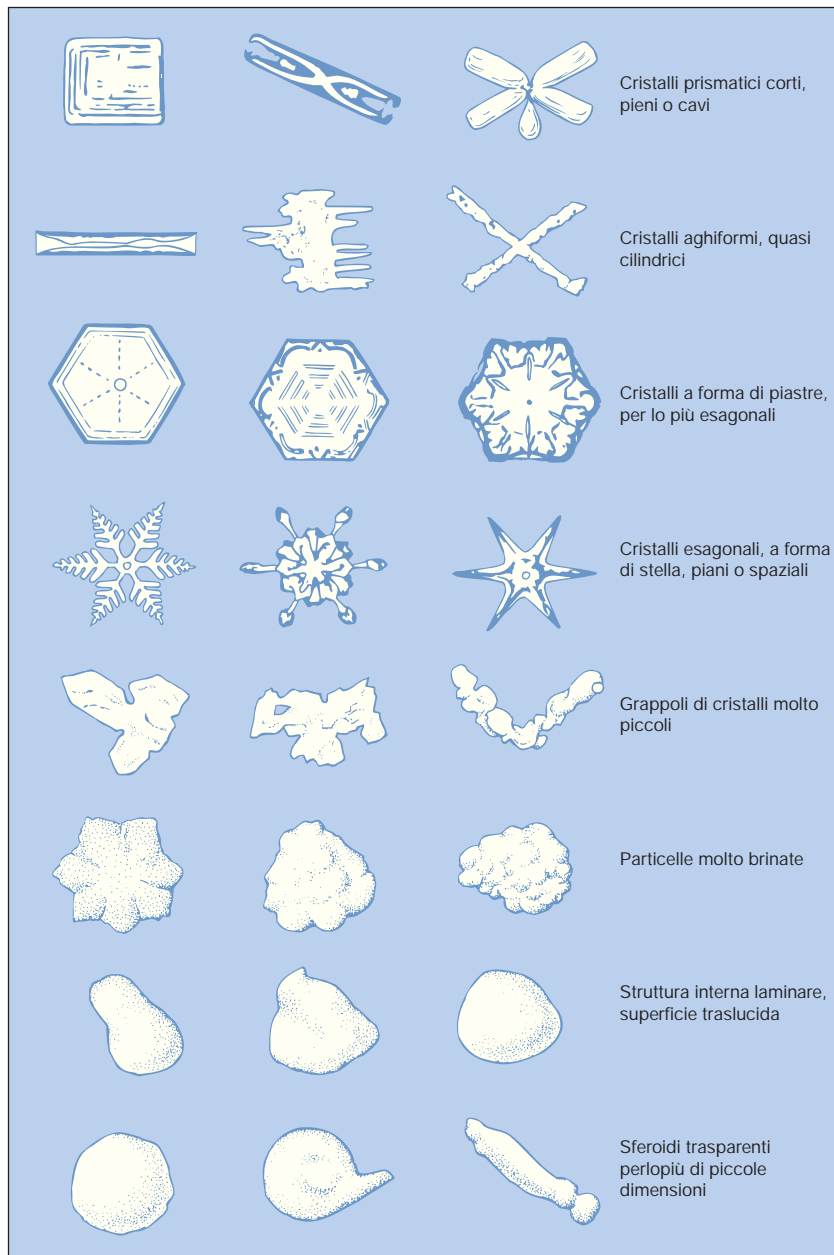 Cristalli prismatici corti,
pieni o cavi
Cristalli aghiformi, quasi
cilindrici
Cristalli a forma di piastre,
per lo più esagonali
Cristalli esagonali, a forma
di stella, piani o spaziali
Grappoli di cristalli molto
piccoli
Particelle molto brinate
Struttura interna laminare,
superficie traslucida
Sferoidi trasparenti
perlopiù di piccole
dimensioni